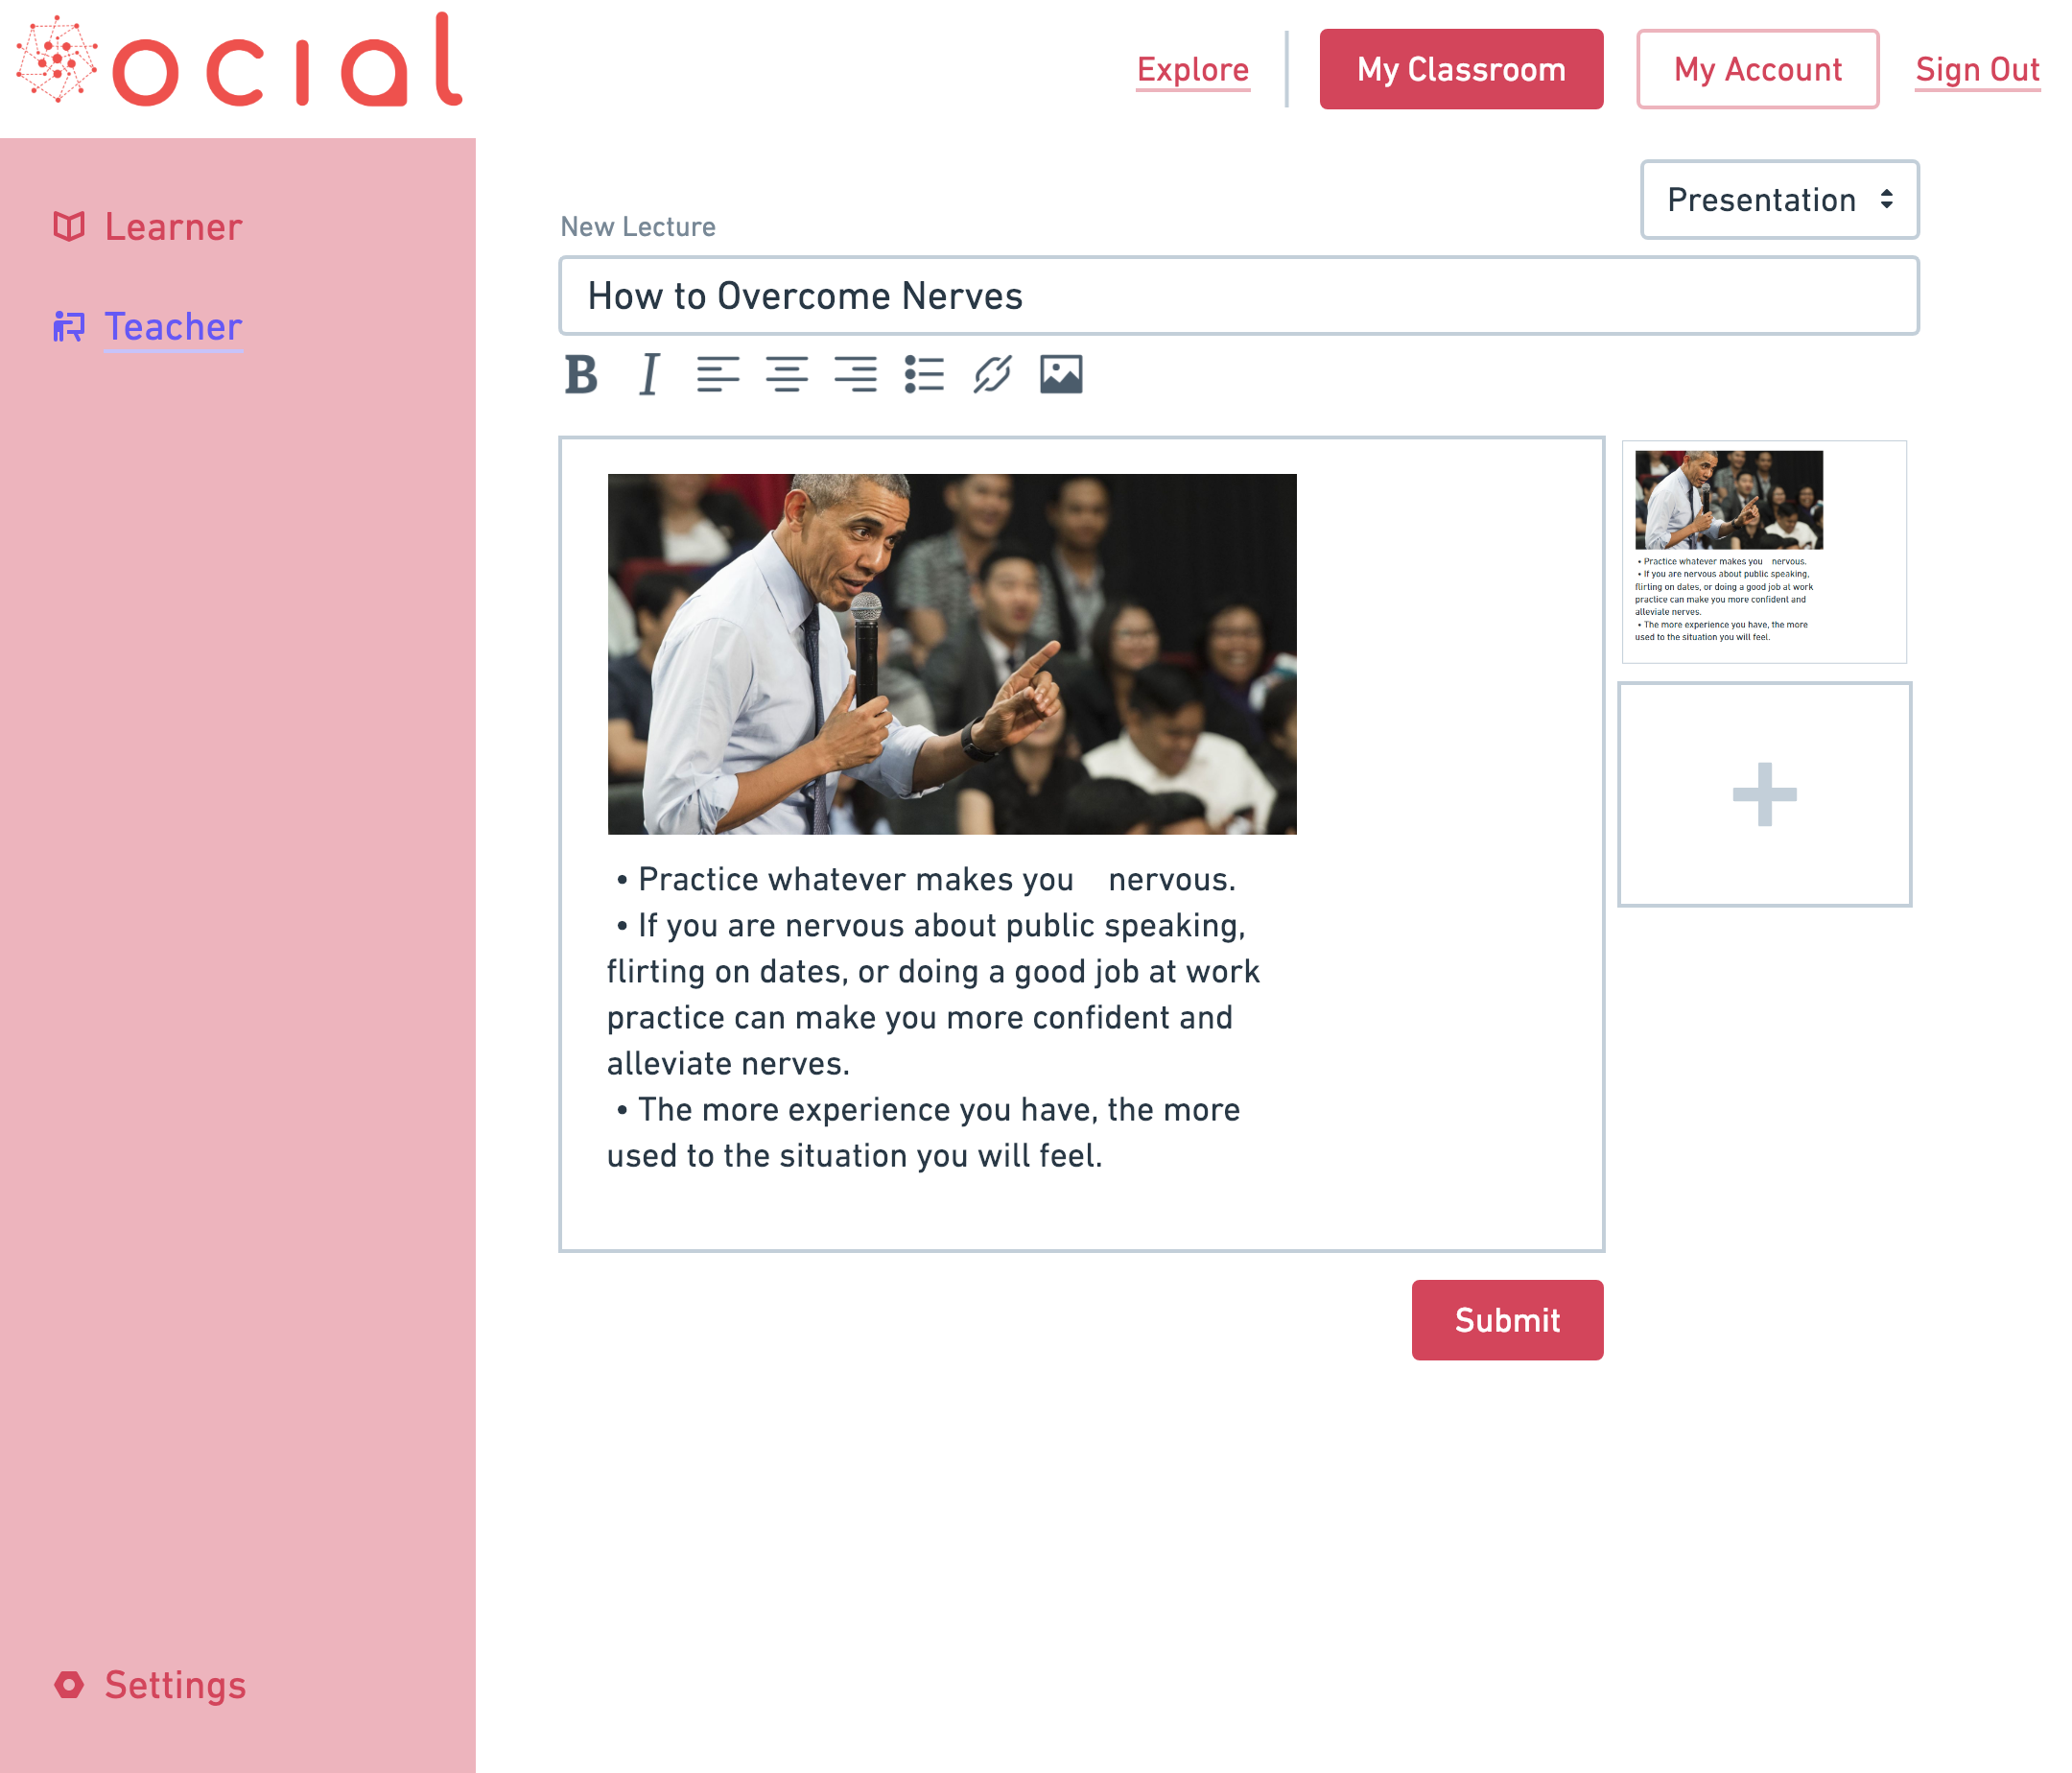 ocial
Explore
My Classroom
My Account
Sign Out
Learner
Teacher
Settings
Presentation
New Lecture
How to Overcome Nerves
B I
• Practice whatever makes you nervous.
• If you are nervous about public speaking,
flirting on dates, or doing a good job at work
practice can make you more confident and
alleviate nerves.
• The more experience you have, the more
used to the situation you will feel.
• Practice whatever makes you nervous.
• If you are nervous about public speaking,
flirting on dates, or doing a good job at work
practice can make you more confident and
alleviate nerves.
• The more experience you have, the more
used to the situation you will feel.
Submit